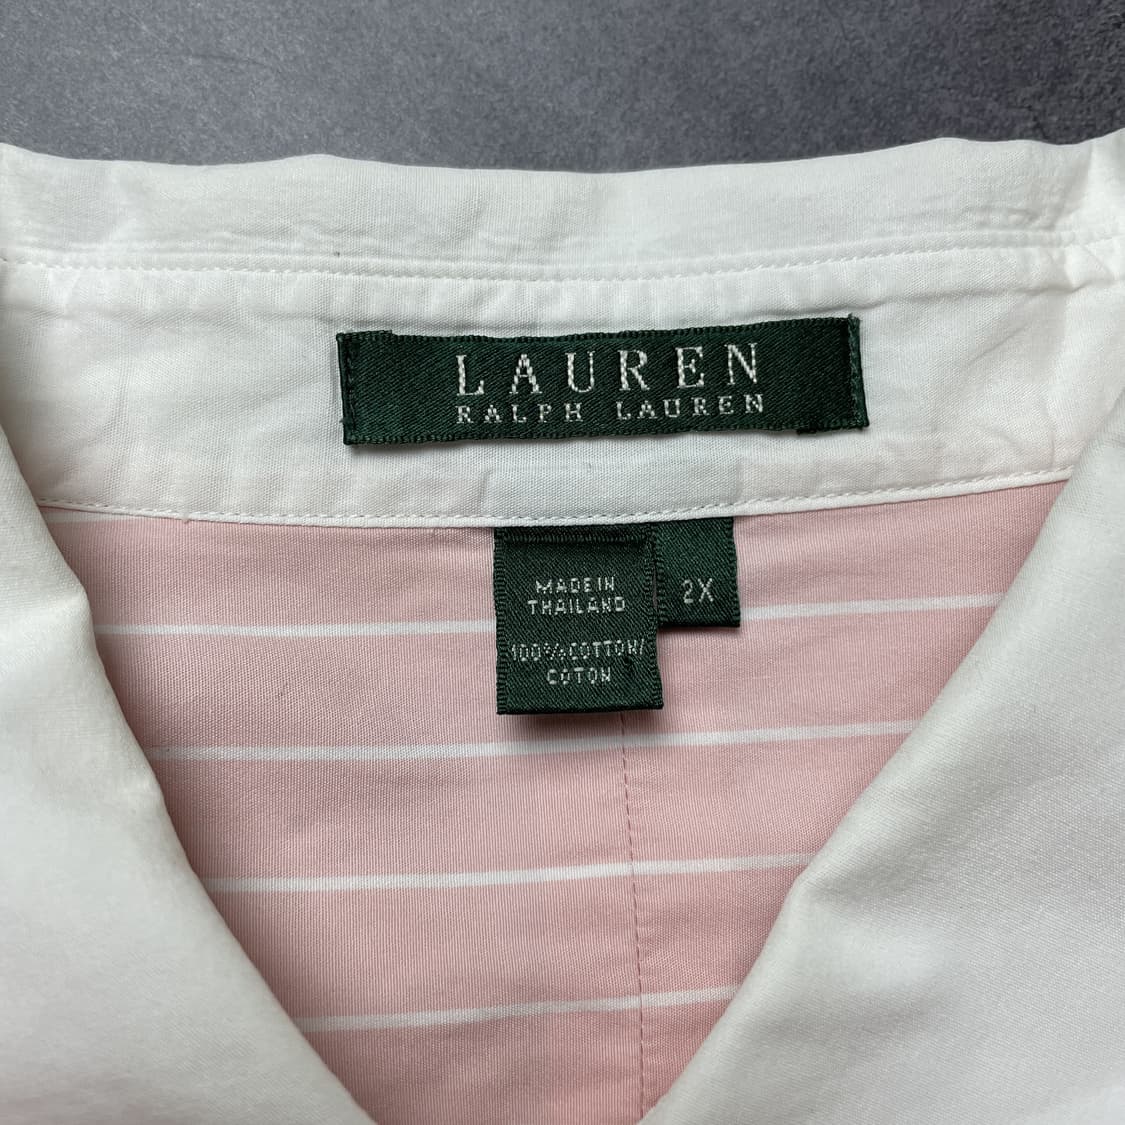 LAUREN
RALPH LAUREN
MADE IN
THAILAND
2X
100% COTTON/
COTON